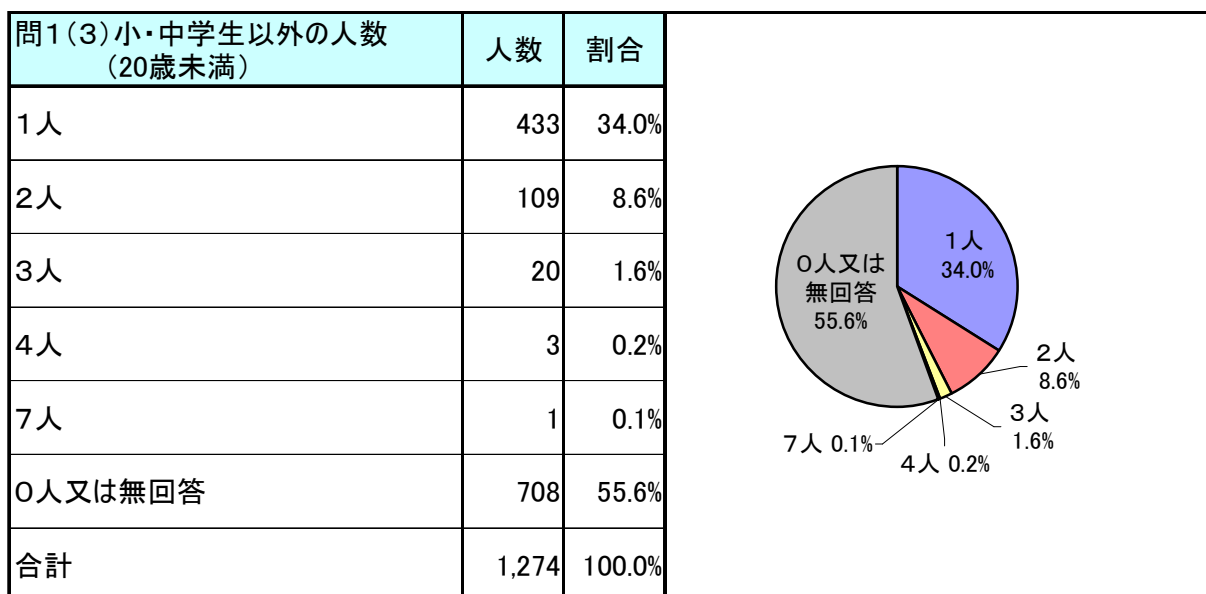 問1(3)小・中学生以外の人数
(20歳未満)
人数
割合
1人 433 34.0%
2人 109 8.6%
3人 20 1.6%
4人 3 0.2%
7人 1 0.1%
0人又は無回答 708 55.6%
合計 1,274 100.0%
1人
34.0%
0人又は
無回答
55.6%
2人
8.6%
3人
1.6%
7人 0.1%
4人 0.2%